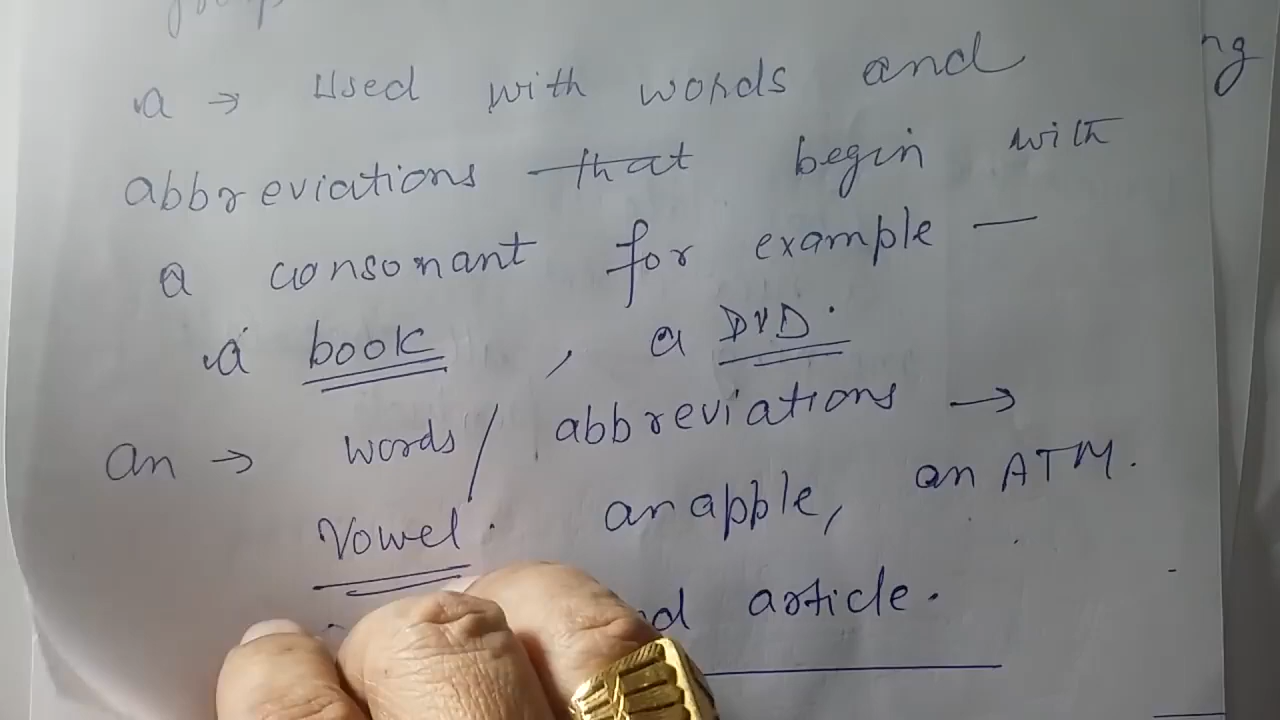 a → Used with words and
abbreviations that begin with
a consonant for example —
a book , a DVD.
an → words/ abbreviations →
Vowel. an apple, an ATM.
article.